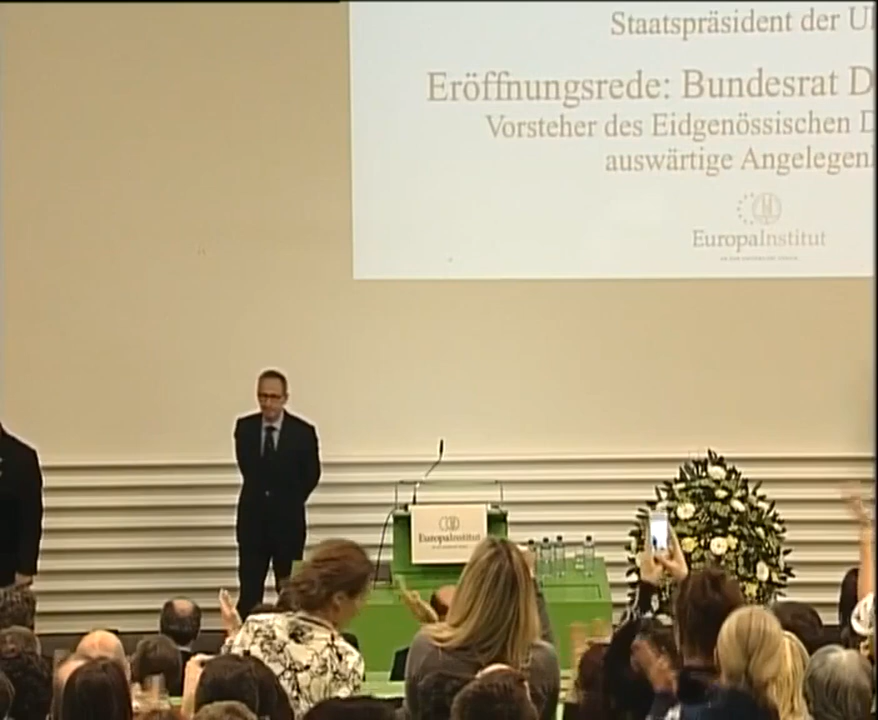 Staatspräsident der U
Eröffnungsrede: Bundesrat D
Vorsteher des Eidgenössischen D
auswärtige Angelegen
EuropaInstitut
EuropaInstitut